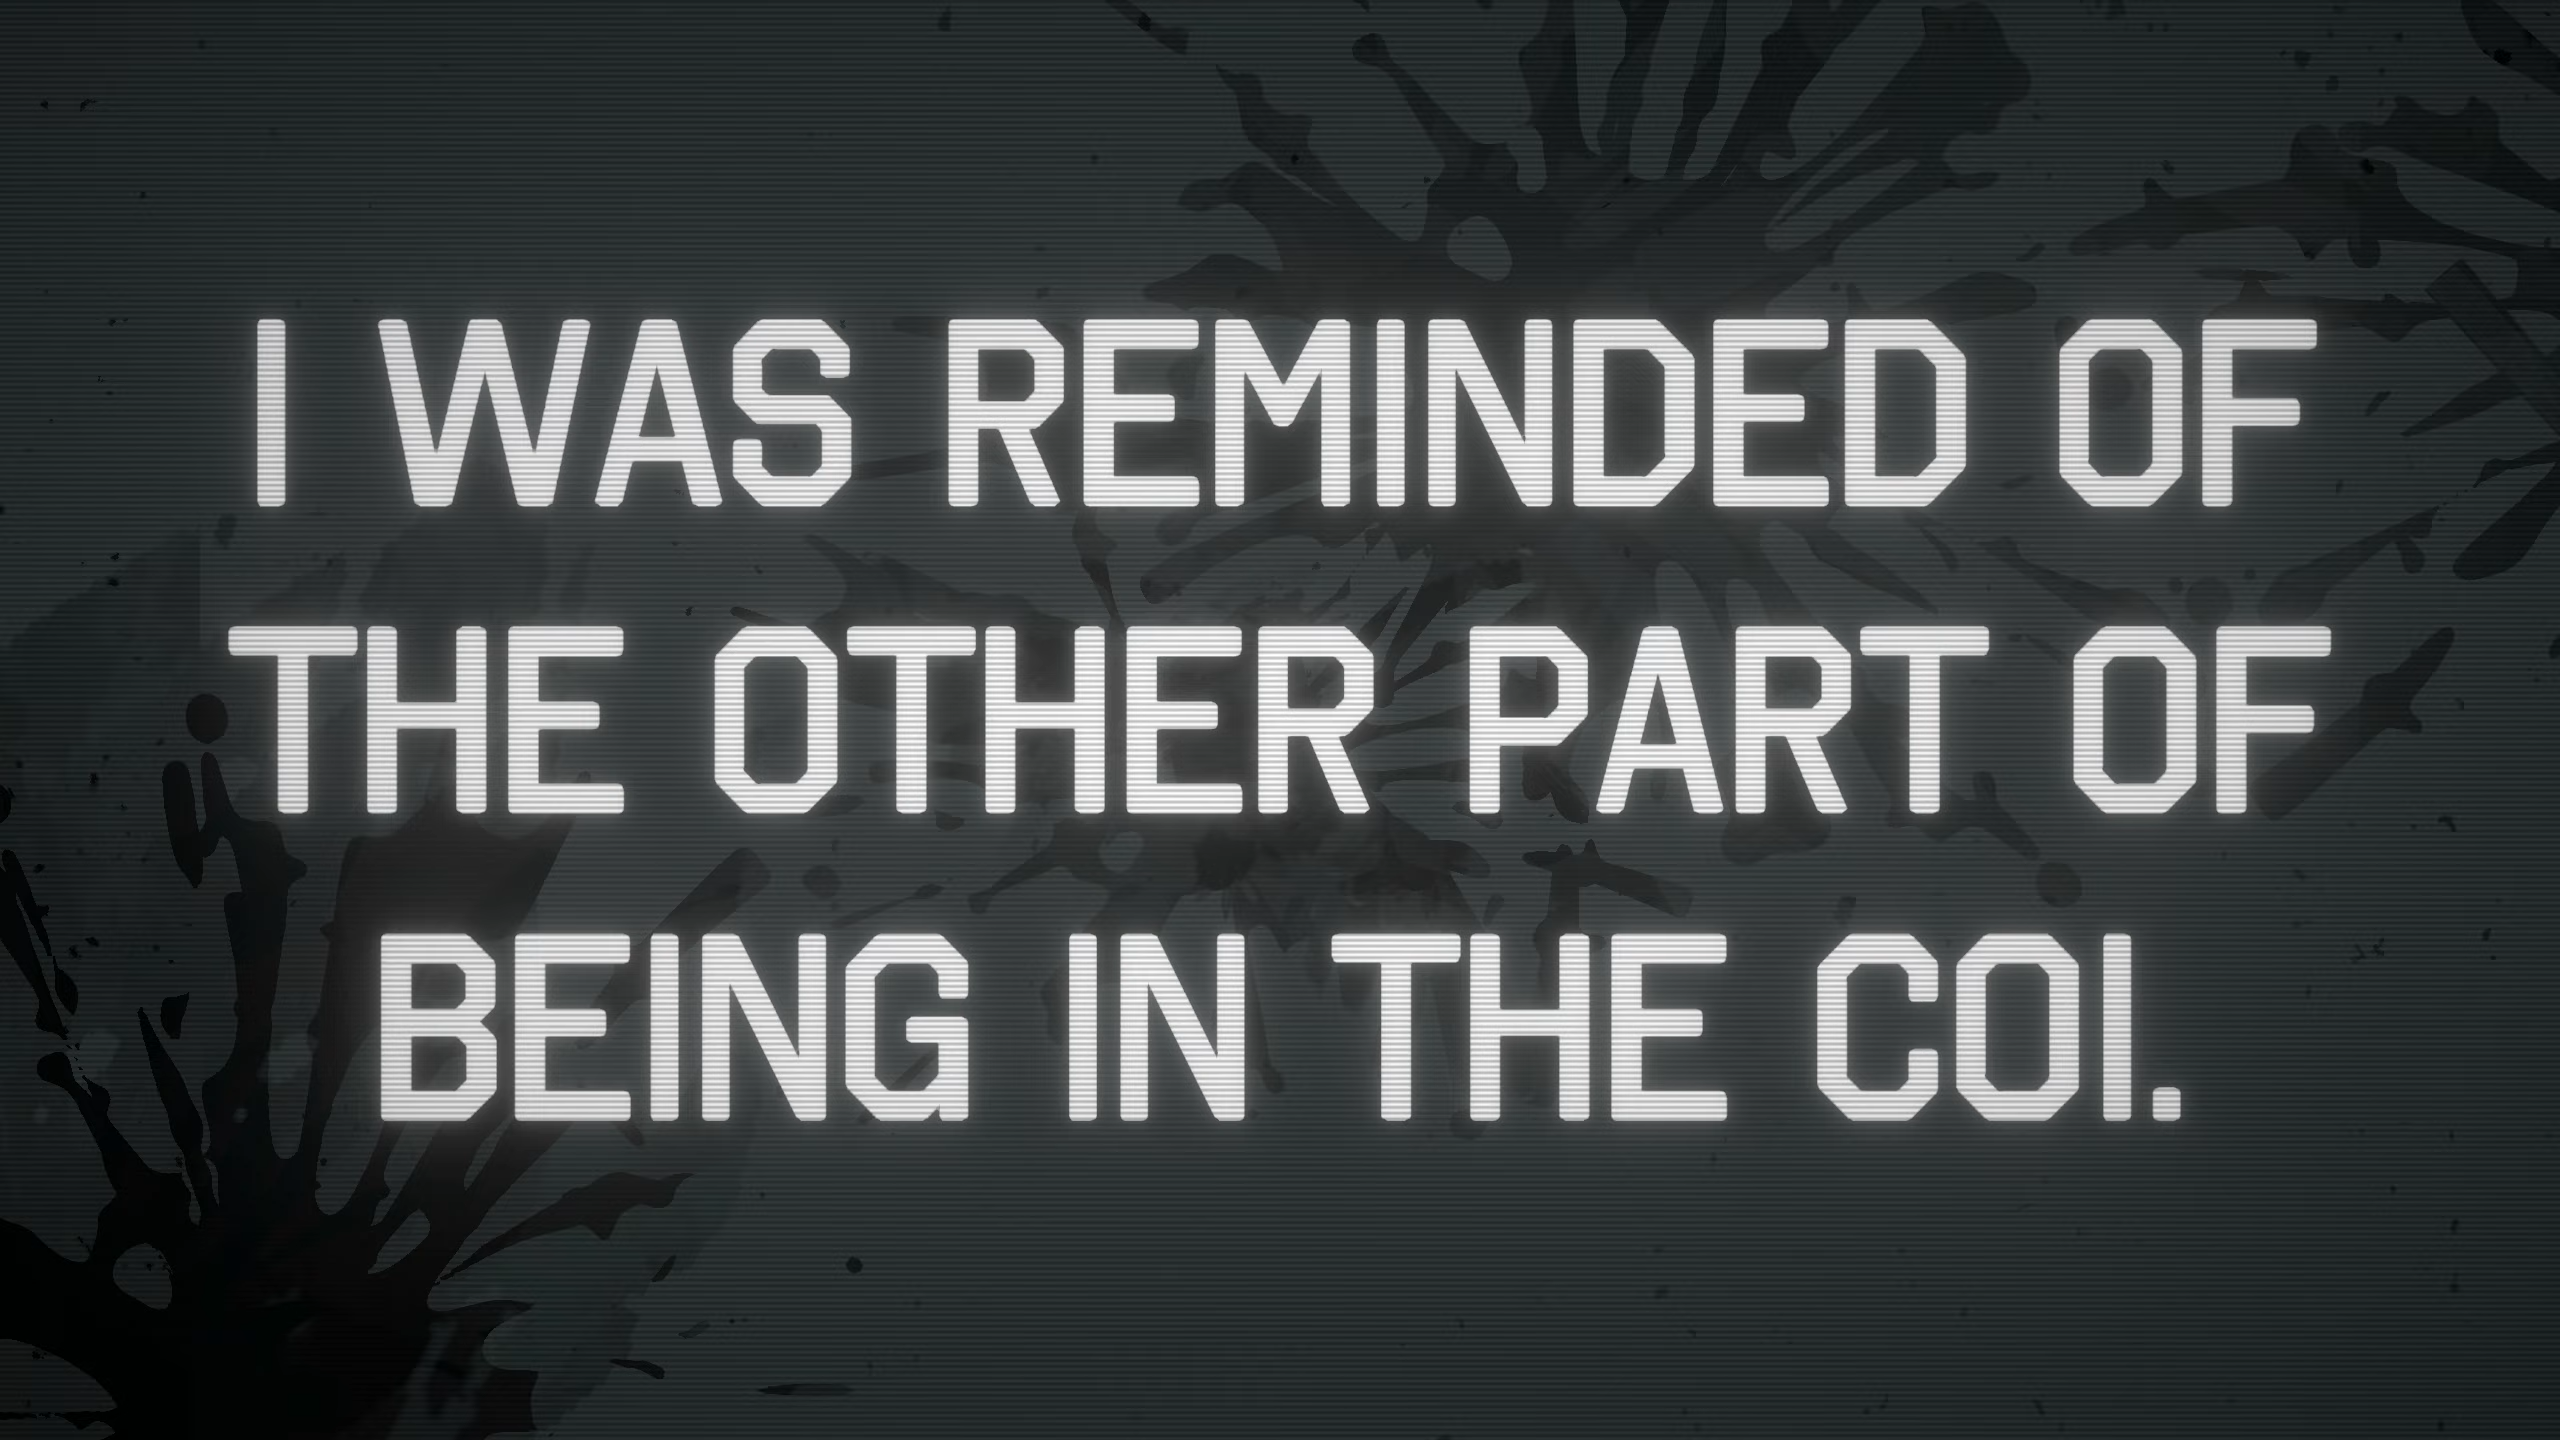 I WAS REMINDED OF
THE OTHER PART OF
BEING IN THE COI.